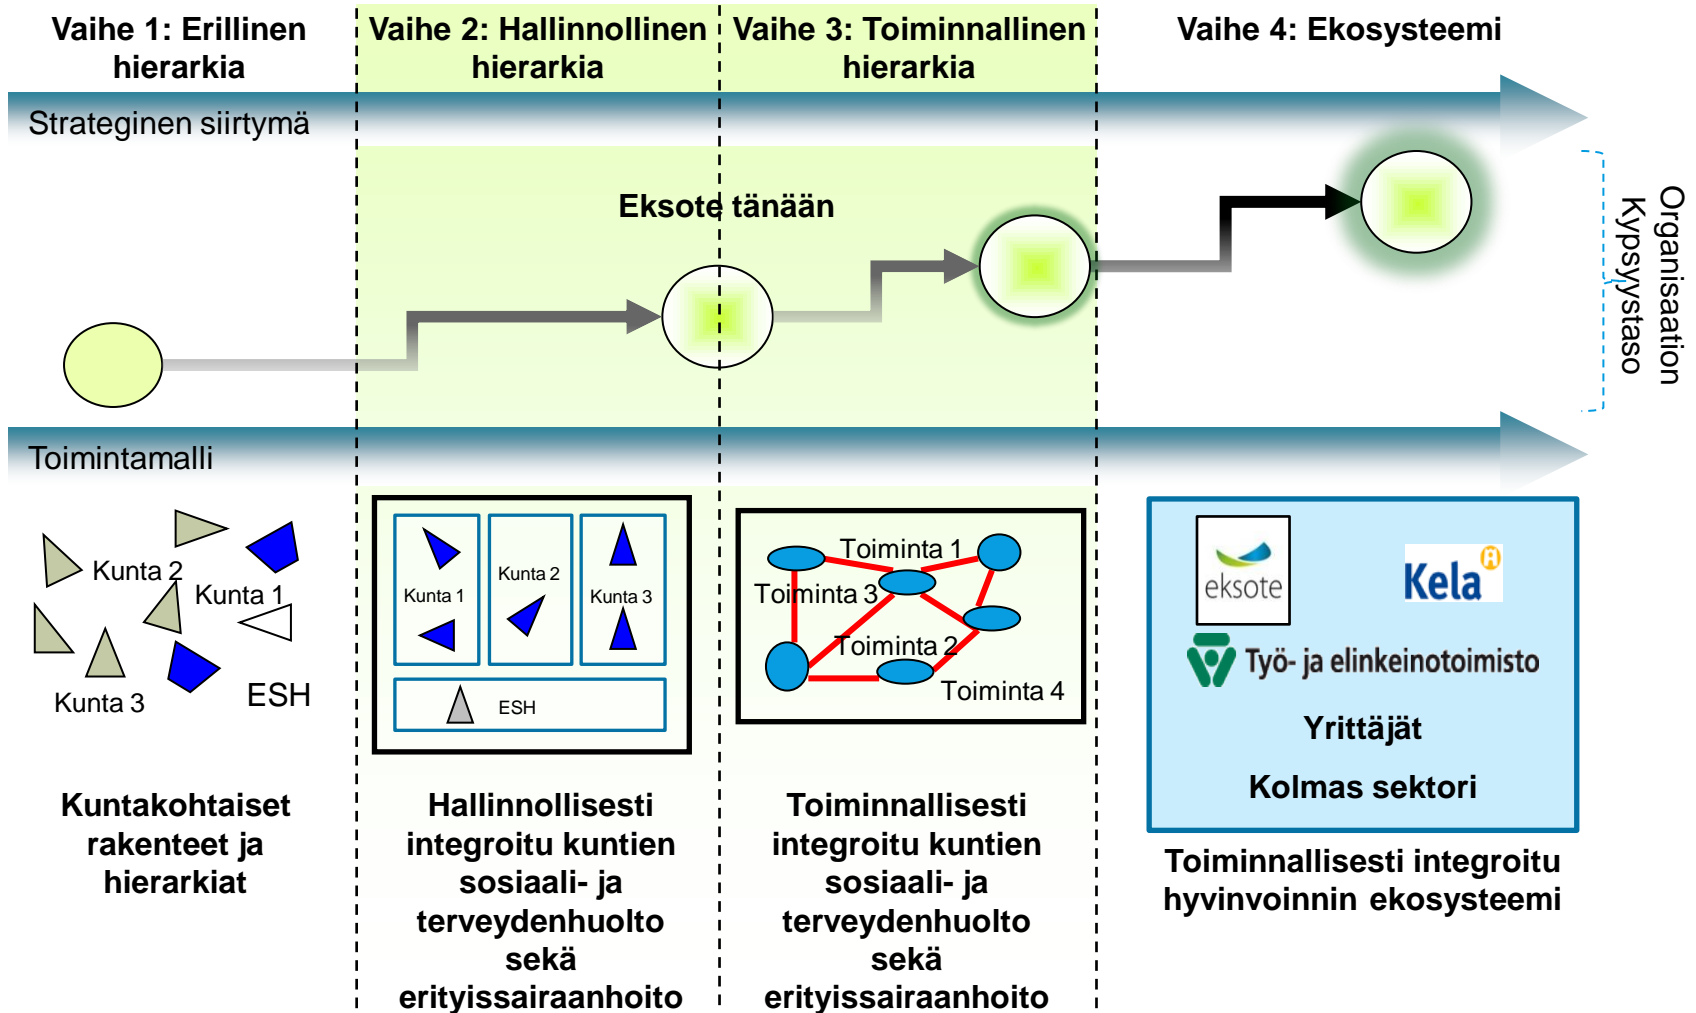 Vaihe 1: Erillinen
hierarkia
Vaihe 2: Hallinnollinen
hierarkia
Vaihe 3: Toiminnallinen
hierarkia
Vaihe 4: Ekosysteemi
Strateginen siirtymä
Eksote tänään
Organisaation
Kypsyystaso
Toimintamalli
Kunta 2
Kunta 1
Kunta 3
ESH
Kunta 1
Kunta 2
Kunta 3
ESH
Toiminta 1
Toiminta 3
Toiminta 2
Toiminta 4
eksote
Kela
Työ- ja elinkeinotoimisto
Yrittäjät
Kolmas sektori
Kuntakohtaiset
rakenteet ja
hierarkiat
Hallinnollisesti
integroitu kuntien
sosiaali- ja
terveydenhuolto
sekä
erityissairaanhoito
Toiminnallisesti
integroitu kuntien
sosiaali- ja
terveydenhuolto
sekä
erityissairaanhoito
Toiminnallisesti integroitu
hyvinvoinnin ekosysteemi